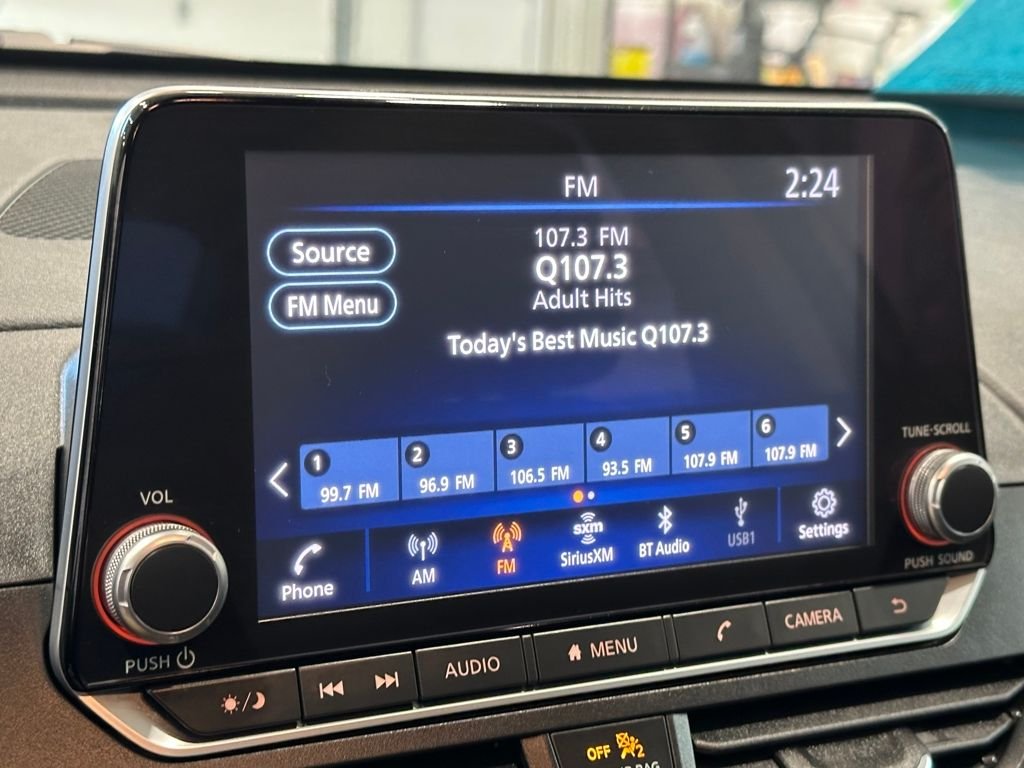 FM
2:24
Source
FM Menu
107.3 FM
Q107.3
Adult Hits
Today's Best Music Q107.3
1
99.7 FM
2
96.9 FM
3
106.5 FM
4
93.5 FM
5
107.9 FM
6
107.9 FM
Phone
AM
FM
sxm
SiriusXM
BT Audio
USB1
Settings
VOL
PUSH
TUNE·SCROLL
PUSH SOUND
AUDIO
MENU
CAMERA
OFF
2
BAG